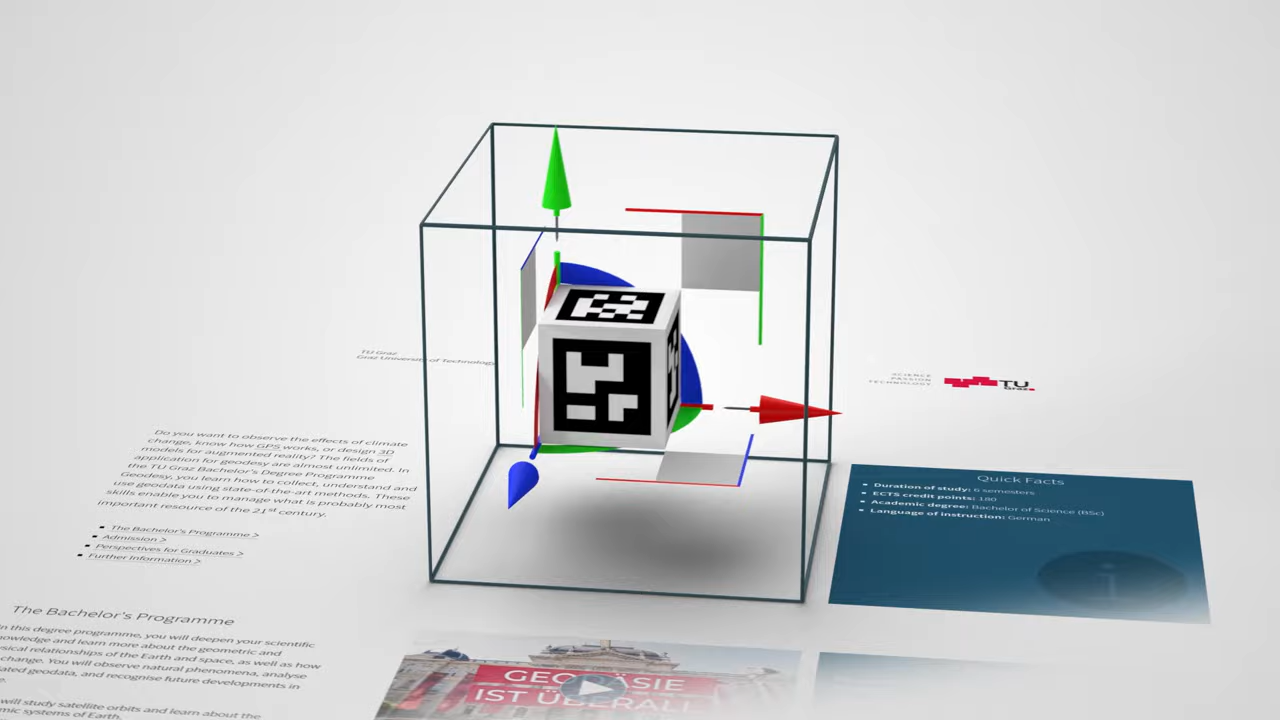 TU Graz
Graz University of Technology
SCIENCE
PASSION
TECHNOLOGY
TU
Graz
Do you want to observe the effects of climate
change, know how GPS works, or design 3D
models for augmented reality? The fields of
application for geodesy are almost unlimited. In
the TU Graz Bachelor's Degree Programme
Geodesy, you learn how to collect, understand and
use geodata using state-of-the-art methods. These
skills enable you to manage what is probably most
important resource of the 21st century.
The Bachelor's Programme >
Admission >
Perspectives for Graduates >
Further Information >
Quick Facts
Duration of study: 6 semesters
ECTS credit points: 180
Academic degree: Bachelor of Science (BSc)
Language of instruction: German
The Bachelor's Programme
In this degree programme, you will deepen your scientific
knowledge and learn more about the geometric and
relationships of the Earth and space, as well as how
change. You will observe natural phenomena, analyse
geodata, and recognise future developments in
will study satellite orbits and learn about the
systems of Earth.
GEODÄSIE
IST ÜBERALL